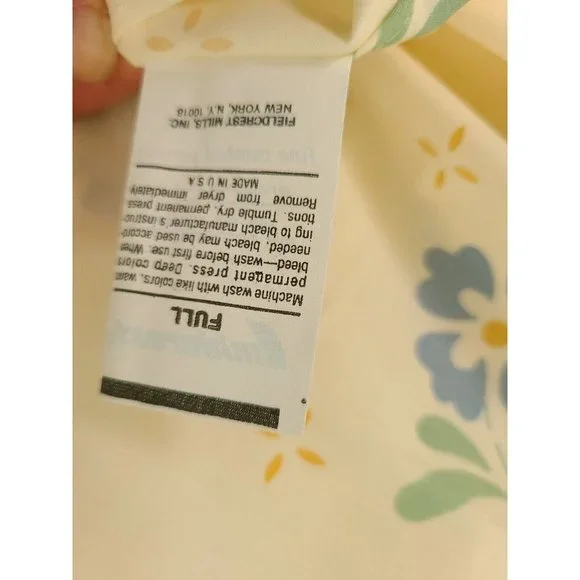 FULL
Machine wash with like colors, warm
permanent press. Deep colors
bleed—wash before first use. When
needed, bleach may be used accord-
ing to bleach manufacturer's instruc-
tions. Tumble dry, permanent press
Remove from dryer immediately
MADE IN U.S.A.
FIELDCREST MILLS, INC.
NEW YORK, N.Y. 10016